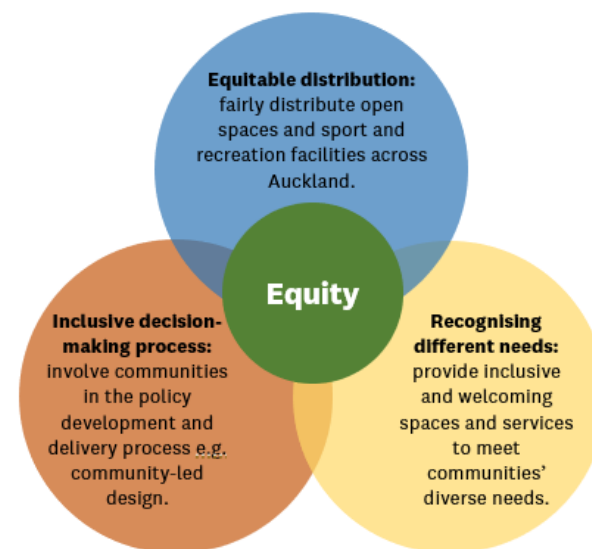 Equitable distribution:
fairly distribute open
spaces and sport and
recreation facilities across
Auckland.
Equity
Inclusive decision-
making process:
involve communities
in the policy
development and
delivery process e.g.
community-led
design.
Recognising
different needs:
provide inclusive
and welcoming
spaces and services
to meet
communities’
diverse needs.